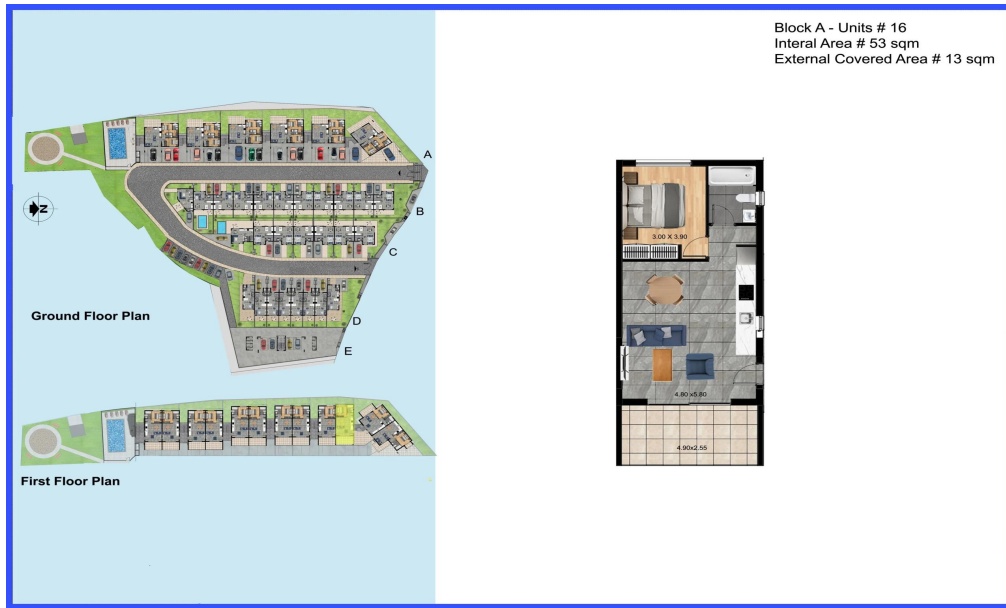 Block A - Units # 16
Interal Area # 53 sqm
External Covered Area # 13 sqm
A
B
C
D
E
N
Ground Floor Plan
First Floor Plan
3.00 X 3.90
4.80 x5.80
4.90x2.55